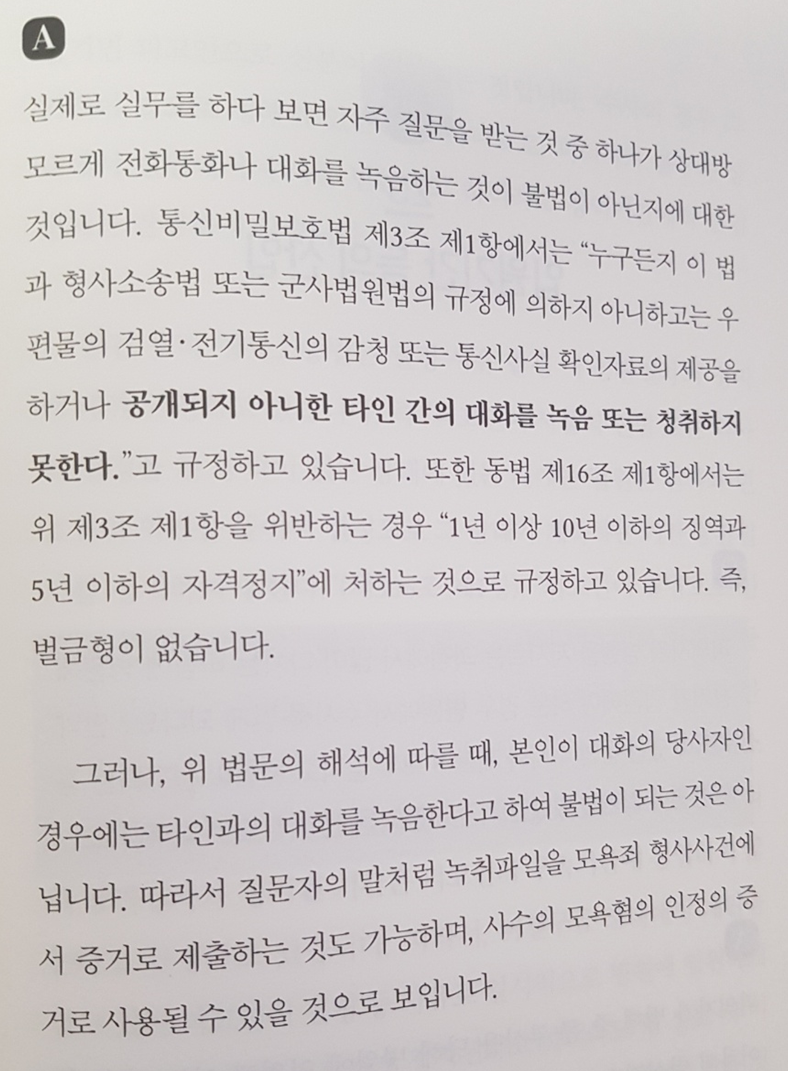 A
실제로 실무를 하다 보면 자주 질문을 받는 것 중 하나가 상대방
모르게 전화통화나 대화를 녹음하는 것이 불법이 아닌지에 대한
것입니다. 통신비밀보호법 제3조 제1항에서는 “누구든지 이 법
과 형사소송법 또는 군사법원법의 규정에 의하지 아니하고는 우
편물의 검열·전기통신의 감청 또는 통신사실 확인자료의 제공을
하거나 공개되지 아니한 타인 간의 대화를 녹음 또는 청취하지
못한다.”고 규정하고 있습니다. 또한 동법 제16조 제1항에서는
위 제3조 제1항을 위반하는 경우 “1년 이상 10년 이하의 징역과
5년 이하의 자격정지”에 처하는 것으로 규정하고 있습니다. 즉,
벌금형이 없습니다.
그러나, 위 법문의 해석에 따를 때, 본인이 대화의 당사자인
경우에는 타인과의 대화를 녹음한다고 하여 불법이 되는 것은 아
닙니다. 따라서 질문자의 말처럼 녹취파일을 모욕죄 형사사건에
서 증거로 제출하는 것도 가능하며, 사수의 모욕혐의 인정의 증
거로 사용될 수 있을 것으로 보입니다.